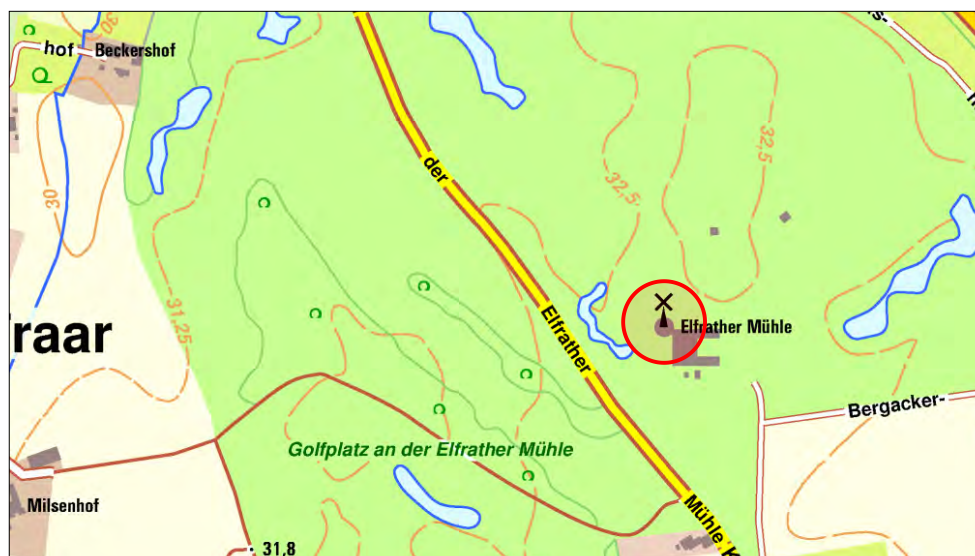 30
hof
Beckershof
s-
der
32,5
32,5
30
31,25
raar
Elfrather
Elfrather Mühle
Bergacker-
Golfplatz an der Elfrather Mühle
Milsenhof
Mühle
31,8